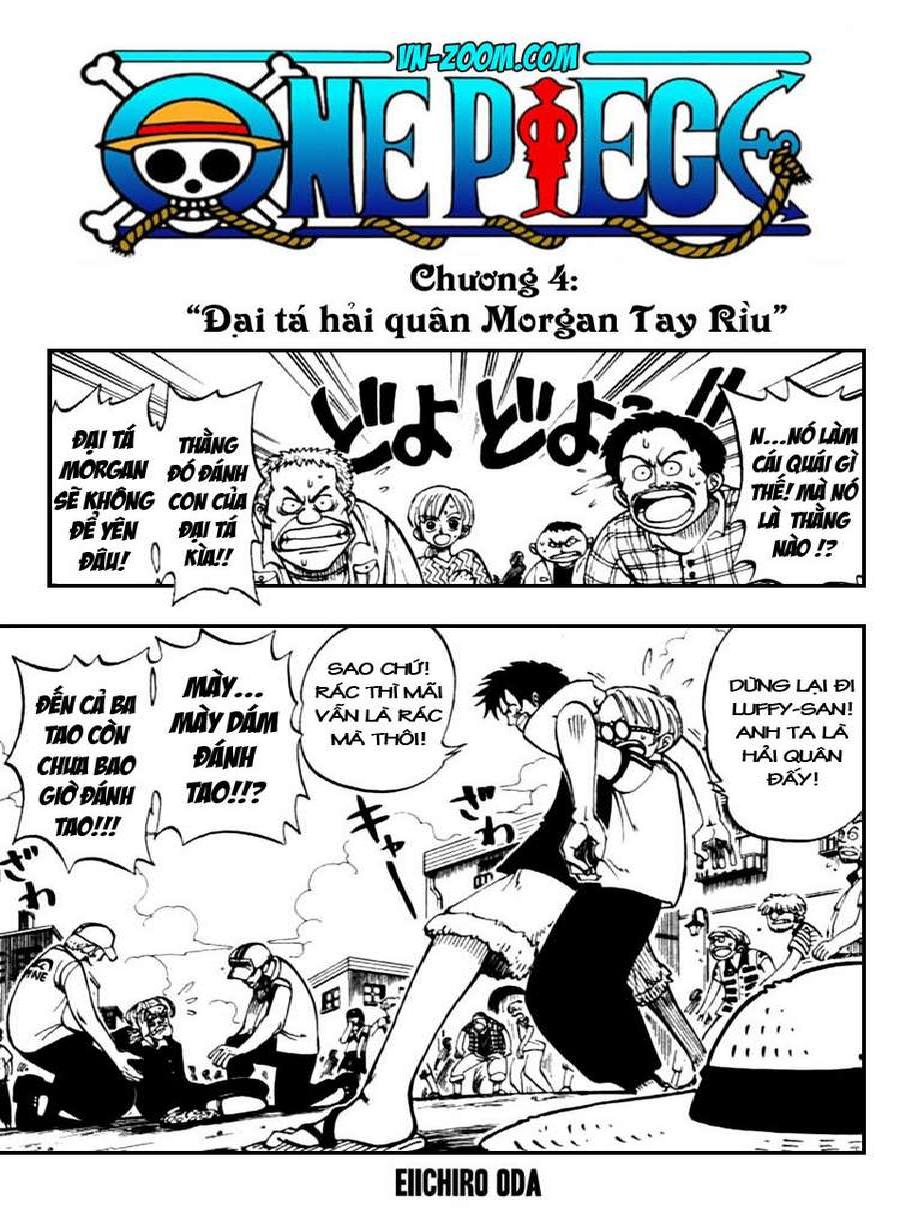 VN-ZOOM.COM
ONE PIECE
Chương 4:
“Đại tá hải quân Morgan Tay Rìu”
N...NÓ LÀM
CÁI QUÁI GÌ
THẾ! MÀ NÓ
LÀ THẰNG
NÀO !?
どよどよっ!!
THẰNG
ĐÓ ĐÁNH
CON CỦA
ĐẠI TÁ
KÌA!!
ĐẠI TÁ
MORGAN
SẼ KHÔNG
ĐỂ YÊN
ĐÂU!
DỪNG LẠI ĐI
LUFFY-SAN!
ANH TA LÀ
HẢI QUÂN
ĐẤY!
SAO CHỨ!
RÁC THÌ MÃI
VẪN LÀ RÁC
MÀ THÔI!
MÀY...
MÀY DÁM
ĐÁNH
TAO!!?
ĐẾN CẢ BA
TAO CÒN
CHƯA BAO
GIỜ ĐÁNH
TAO!!!
ざわ
キャー!
ざわ
EIICHIRO ODA